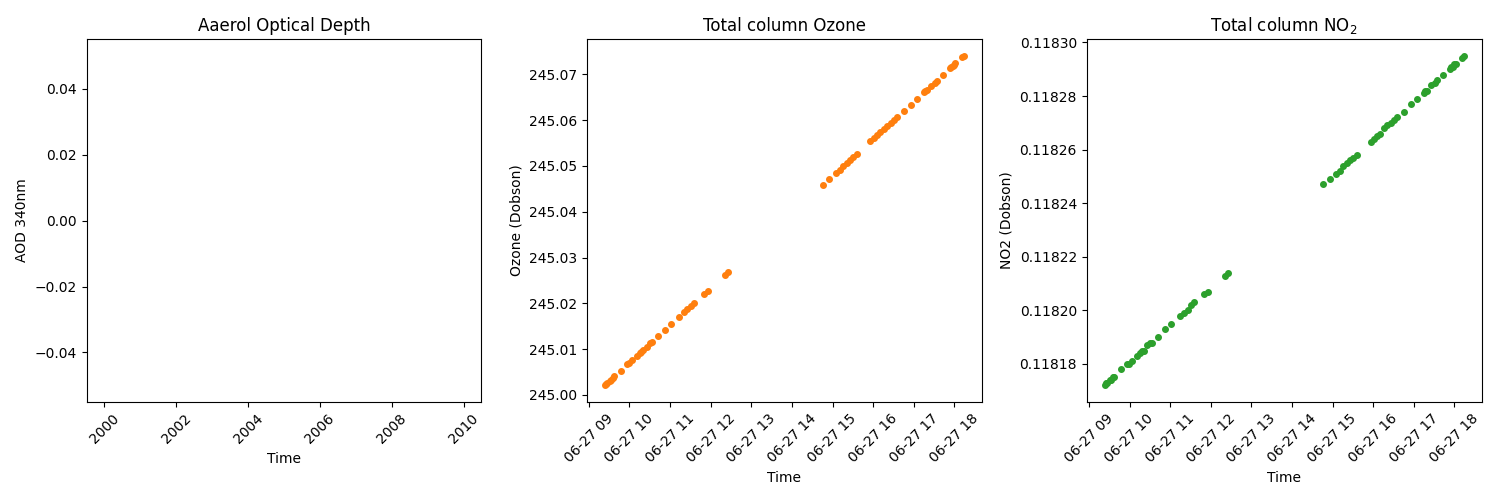 Aaerol Optical Depth
AOD 340nm
0.04
0.02
0.00
−0.02
−0.04
2000 2002 2004 2006 2008 2010
Time
Total column Ozone
Ozone (Dobson)
245.07
245.06
245.05
245.04
245.03
245.02
245.01
245.00
06-27 09 06-27 10 06-27 11 06-27 12 06-27 13 06-27 14 06-27 15 06-27 16 06-27 17 06-27 18
Time
Total column NO₂
NO2 (Dobson)
0.11830
0.11828
0.11826
0.11824
0.11822
0.11820
0.11818
06-27 09 06-27 10 06-27 11 06-27 12 06-27 13 06-27 14 06-27 15 06-27 16 06-27 17 06-27 18
Time